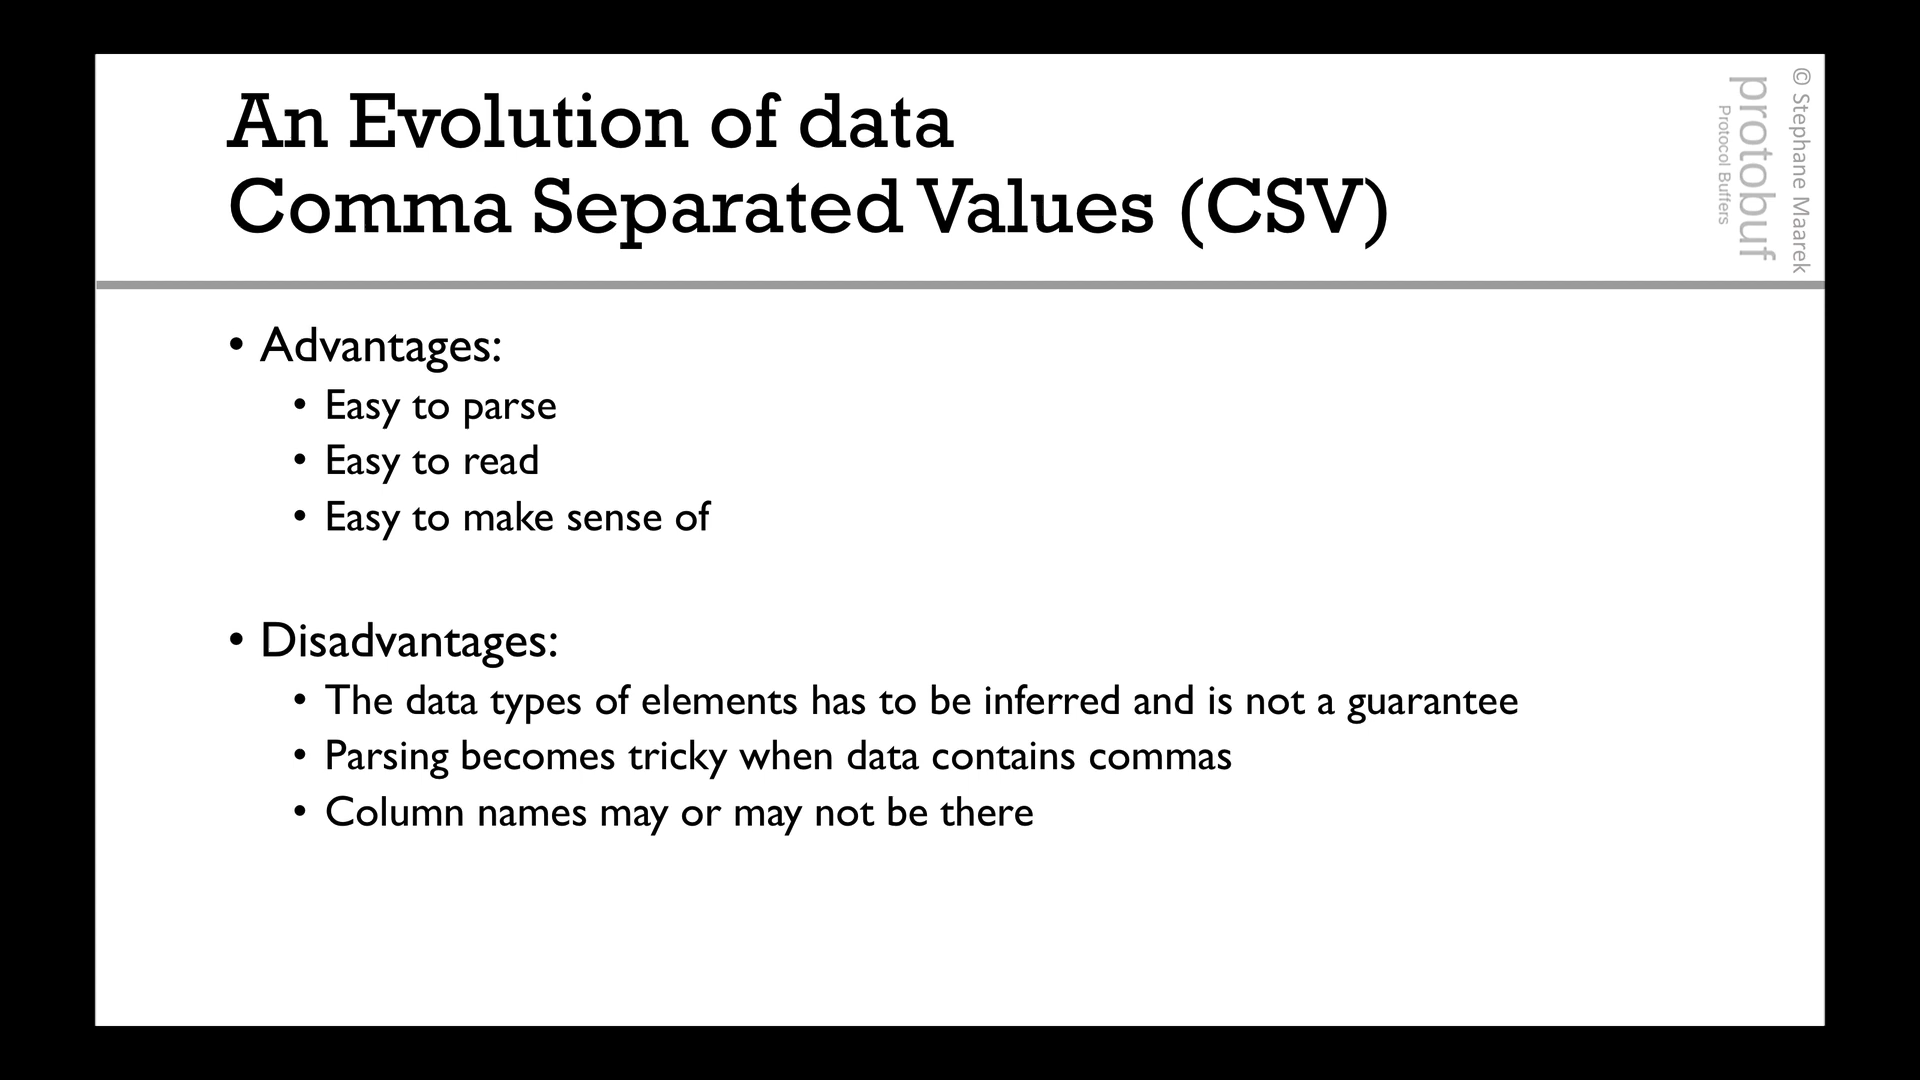 An Evolution of data
Comma Separated Values (CSV)
© Stephane Maarek
protobuf
Protocol Buffers
• Advantages:
• Easy to parse
• Easy to read
• Easy to make sense of
• Disadvantages:
• The data types of elements has to be inferred and is not a guarantee
• Parsing becomes tricky when data contains commas
• Column names may or may not be there